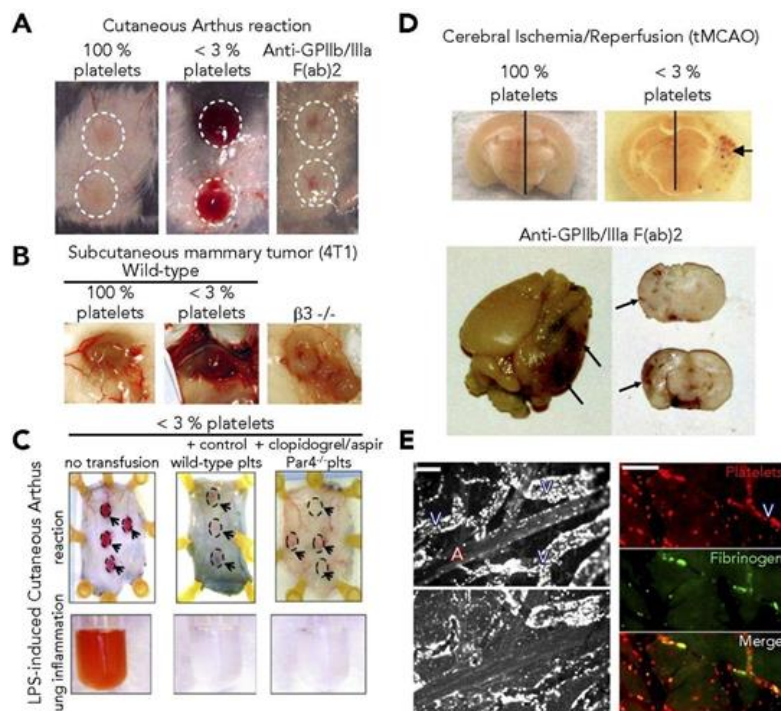 A
Cutaneous Arthus reaction
100 % platelets
< 3 % platelets
Anti-GPIIb/IIIa F(ab)2
B
Subcutaneous mammary tumor (4T1)
Wild-type
100 % platelets
< 3 % platelets
β3 -/-
C
< 3 % platelets
no transfusion
+ control wild-type plts
+ clopidogrel/aspir Par4-/- plts
Cutaneous Arthus reaction
LPS-induced
ung inflammation
D
Cerebral Ischemia/Reperfusion (tMCAO)
100 % platelets
< 3 % platelets
Anti-GPIIb/IIIa F(ab)2
E
V
V
A
V
Platelets
V
Fibrinogen
Merge